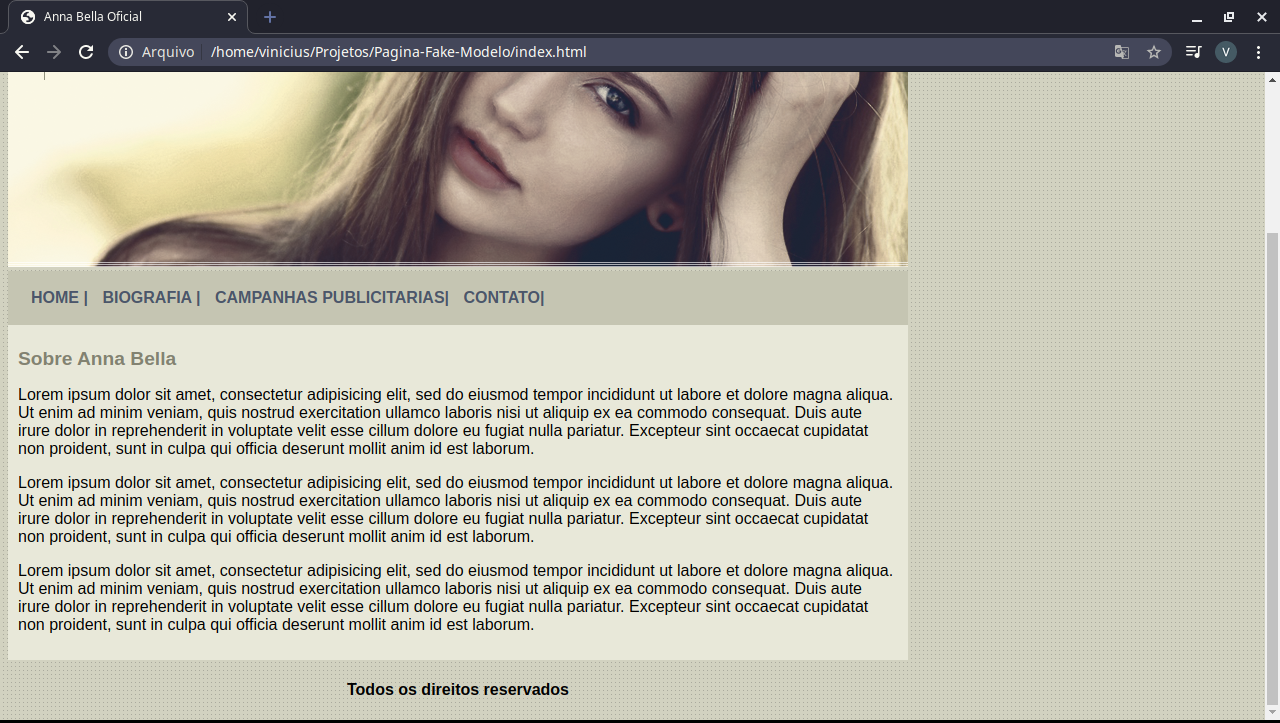 Anna Bella Oficial
Arquivo /home/vinicius/Projetos/Pagina-Fake-Modelo/index.html
V
HOME | BIOGRAFIA | CAMPANHAS PUBLICITARIAS| CONTATO|
Sobre Anna Bella
Lorem ipsum dolor sit amet, consectetur adipisicing elit, sed do eiusmod tempor incididunt ut labore et dolore magna aliqua.
Ut enim ad minim veniam, quis nostrud exercitation ullamco laboris nisi ut aliquip ex ea commodo consequat. Duis aute
irure dolor in reprehenderit in voluptate velit esse cillum dolore eu fugiat nulla pariatur. Excepteur sint occaecat cupidatat
non proident, sunt in culpa qui officia deserunt mollit anim id est laborum.
Lorem ipsum dolor sit amet, consectetur adipisicing elit, sed do eiusmod tempor incididunt ut labore et dolore magna aliqua.
Ut enim ad minim veniam, quis nostrud exercitation ullamco laboris nisi ut aliquip ex ea commodo consequat. Duis aute
irure dolor in reprehenderit in voluptate velit esse cillum dolore eu fugiat nulla pariatur. Excepteur sint occaecat cupidatat
non proident, sunt in culpa qui officia deserunt mollit anim id est laborum.
Lorem ipsum dolor sit amet, consectetur adipisicing elit, sed do eiusmod tempor incididunt ut labore et dolore magna aliqua.
Ut enim ad minim veniam, quis nostrud exercitation ullamco laboris nisi ut aliquip ex ea commodo consequat. Duis aute
irure dolor in reprehenderit in voluptate velit esse cillum dolore eu fugiat nulla pariatur. Excepteur sint occaecat cupidatat
non proident, sunt in culpa qui officia deserunt mollit anim id est laborum.
Todos os direitos reservados